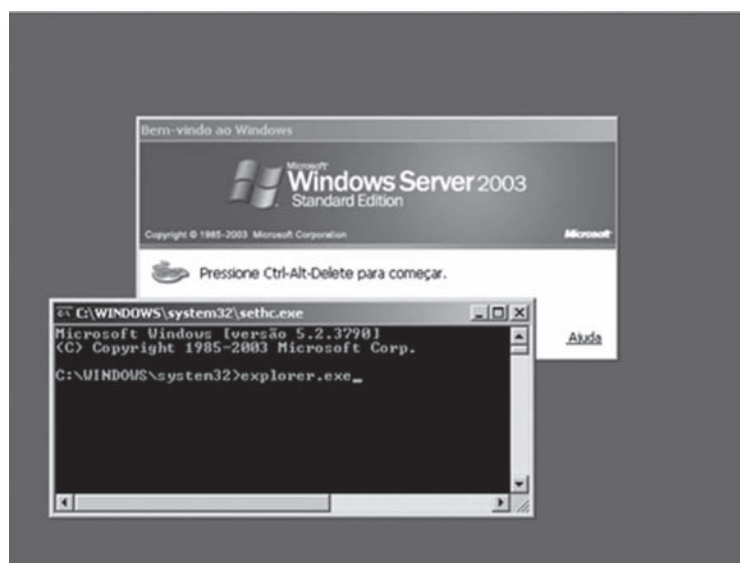 Bem-vindo ao Windows
Microsoft
Windows Server 2003
Standard Edition
Copyright © 1985-2003 Microsoft Corporation
Microsoft
Pressione Ctrl-Alt-Delete para começar.
Ajuda
C:\WINDOWS\system32\sethc.exe
Microsoft Windows [versão 5.2.3790]
(C) Copyright 1985-2003 Microsoft Corp.
C:\WINDOWS\system32>explorer.exe_